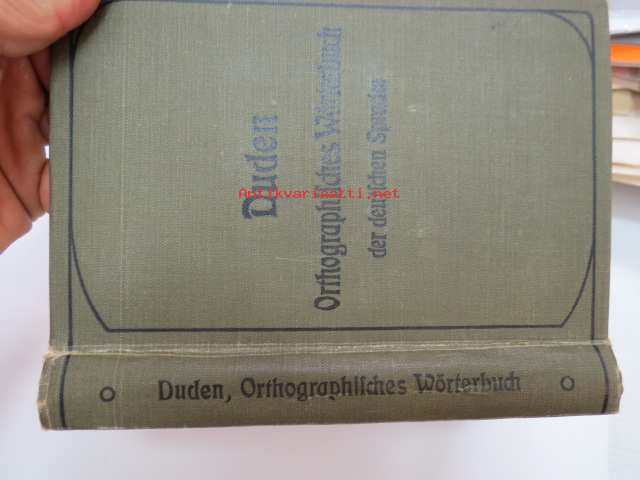 Duden
Orthographisches Wörterbuch
der deutschen Sprache
Antikvariaatti.net
Duden, Orthographisches Wörterbuch